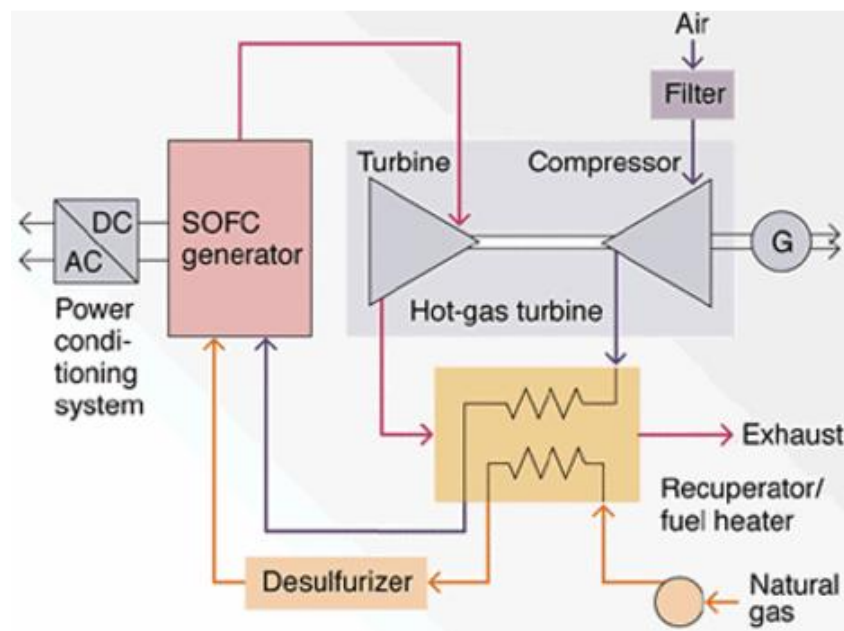 Air
Filter
Turbine
Compressor
DC
AC
SOFC
generator
G
Power
condi-
tioning
system
Hot-gas turbine
Exhaust
Recuperator/
fuel heater
Desulfurizer
Natural
gas